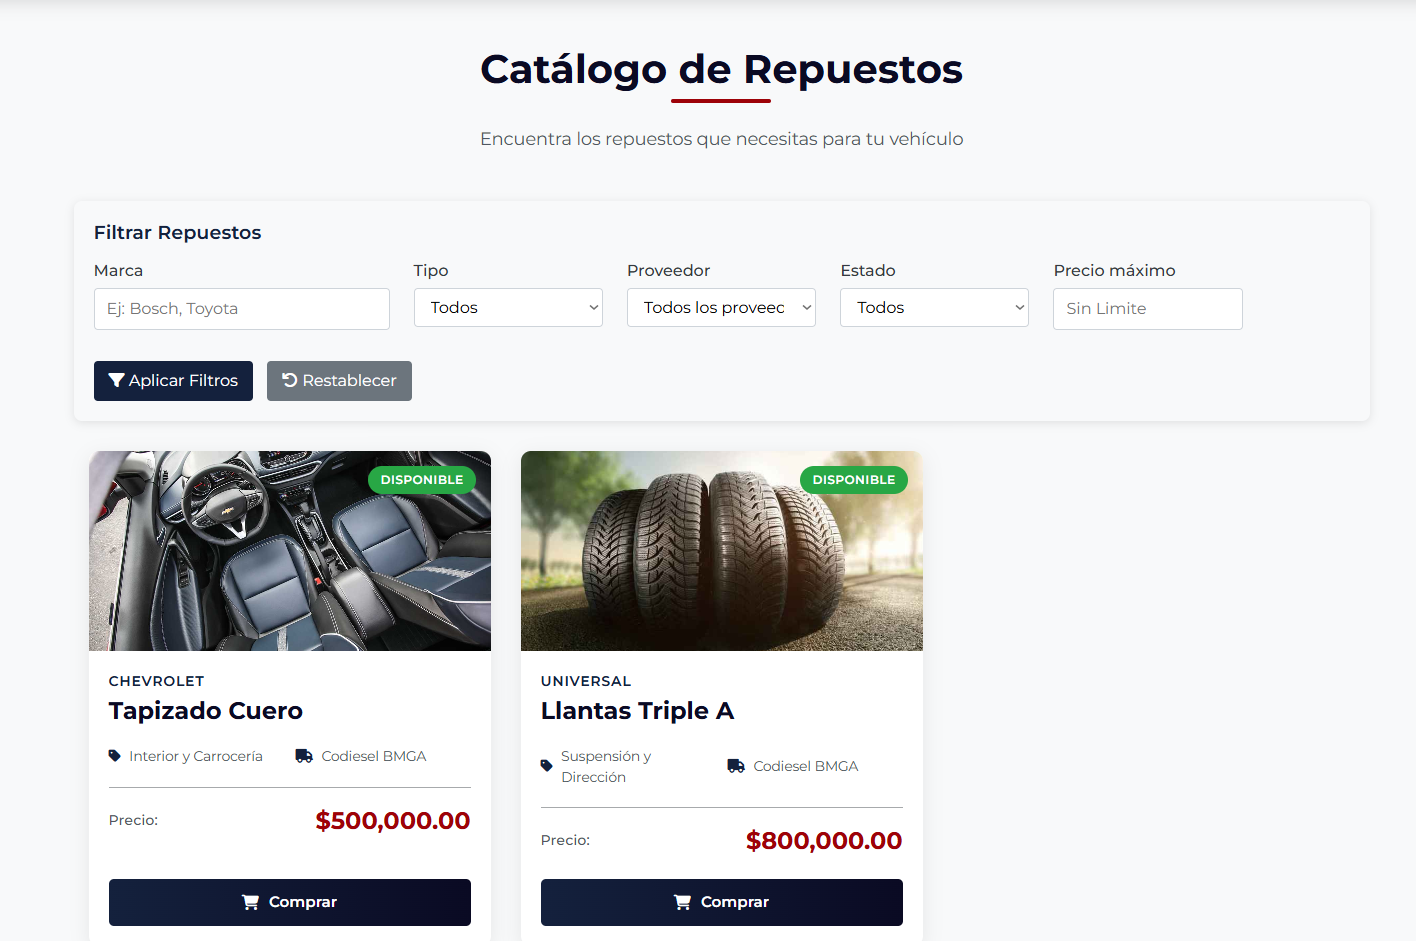 Catálogo de Repuestos
Encuentra los repuestos que necesitas para tu vehículo
Filtrar Repuestos
Marca
Tipo
Proveedor
Estado
Precio máximo
Ej: Bosch, Toyota
Todos
Todos los proveec
Todos
Sin Limite
Aplicar Filtros
Restablecer
DISPONIBLE
CHEVROLET
Tapizado Cuero
Interior y Carrocería
Codiesel BMGA
Precio:
$500,000.00
Comprar
DISPONIBLE
UNIVERSAL
Llantas Triple A
Suspensión y
Dirección
Codiesel BMGA
Precio:
$800,000.00
Comprar